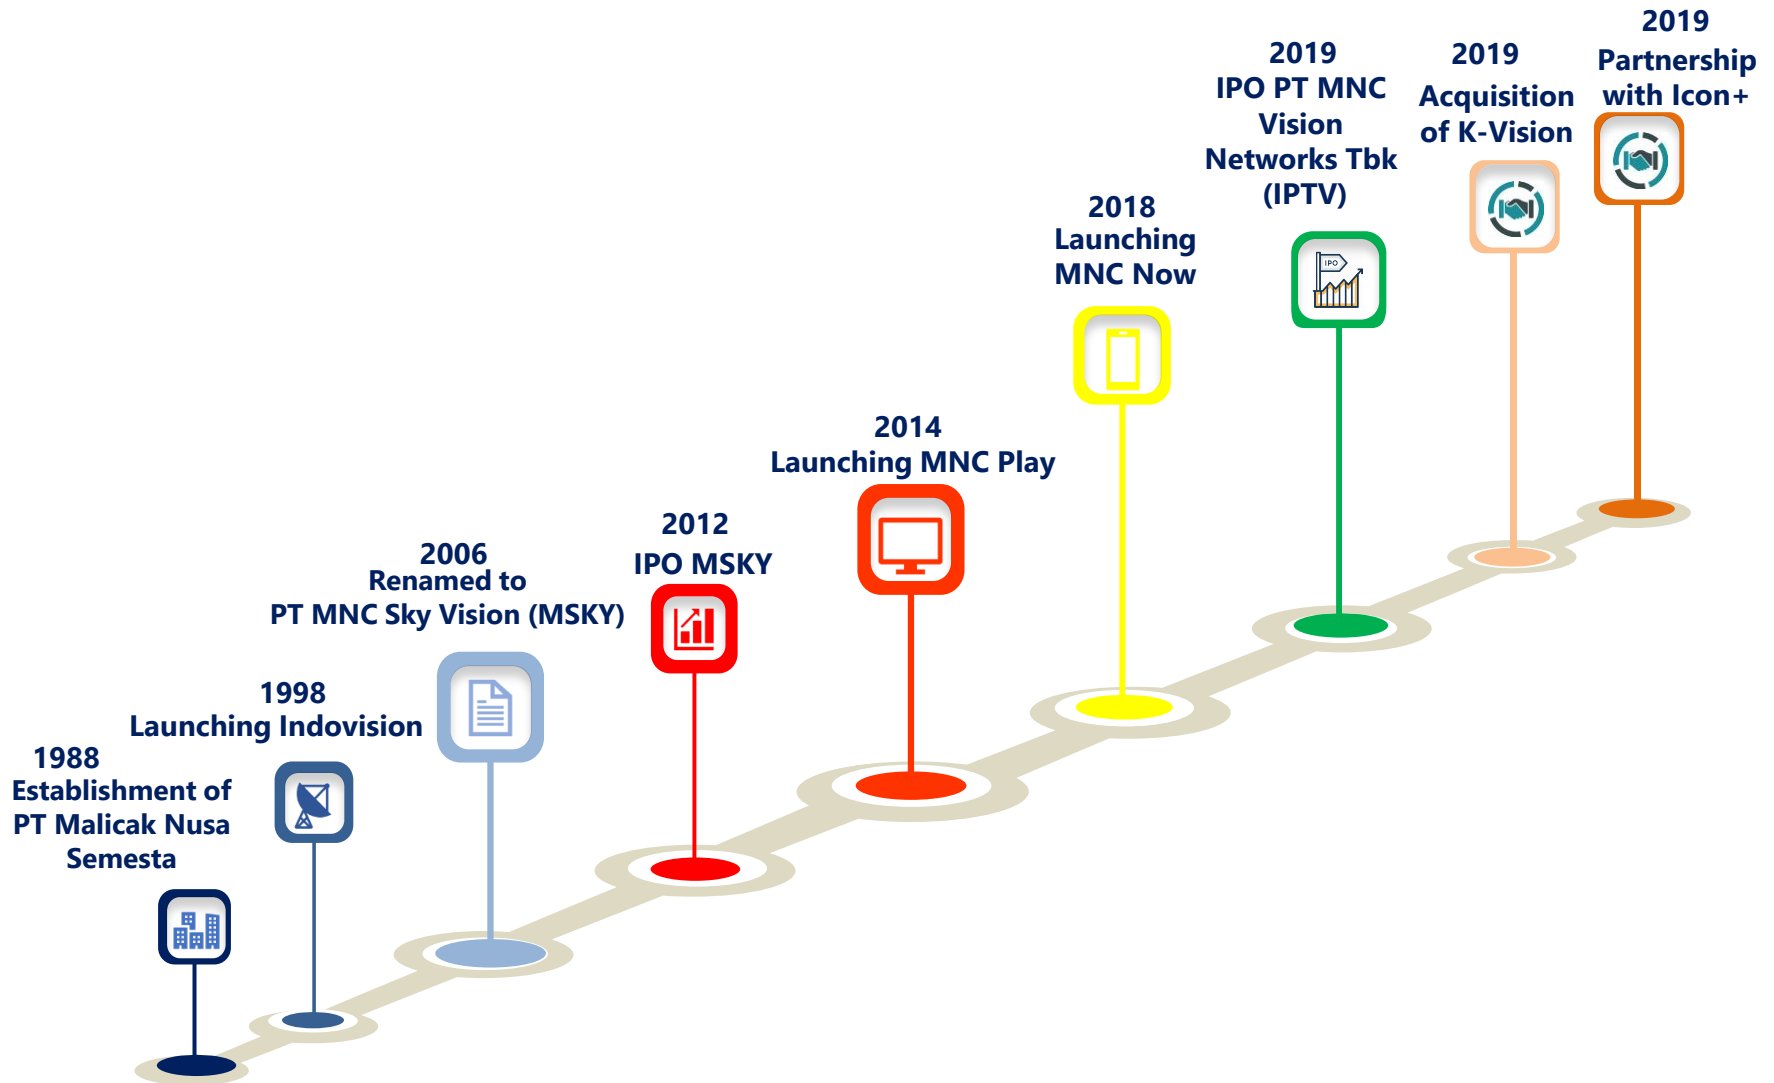 1988
Establishment of
PT Malicak Nusa
Semesta
1998
Launching Indovision
2006
Renamed to
PT MNC Sky Vision (MSKY)
2012
IPO MSKY
2014
Launching MNC Play
2018
Launching
MNC Now
2019
IPO PT MNC
Vision
Networks Tbk
(IPTV)
IPO
2019
Acquisition
of K-Vision
2019
Partnership
with Icon+